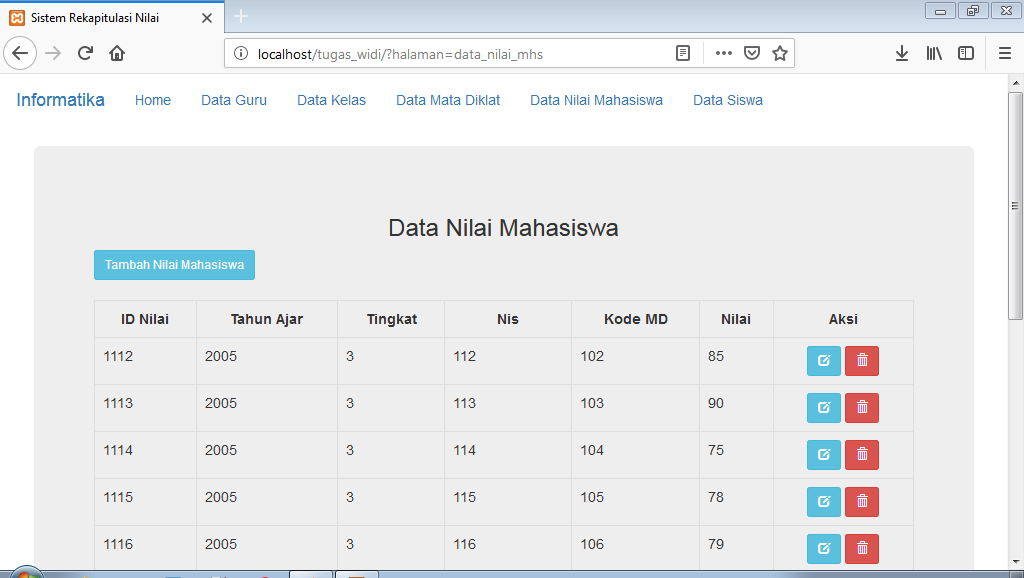 Sistem Rekapitulasi Nilai
localhost/tugas_widi/?halaman=data_nilai_mhs
Informatika Home Data Guru Data Kelas Data Mata Diklat Data Nilai Mahasiswa Data Siswa
Data Nilai Mahasiswa
Tambah Nilai Mahasiswa
ID Nilai Tahun Ajar Tingkat Nis Kode MD Nilai Aksi
1112 2005 3 112 102 85
1113 2005 3 113 103 90
1114 2005 3 114 104 75
1115 2005 3 115 105 78
1116 2005 3 116 106 79